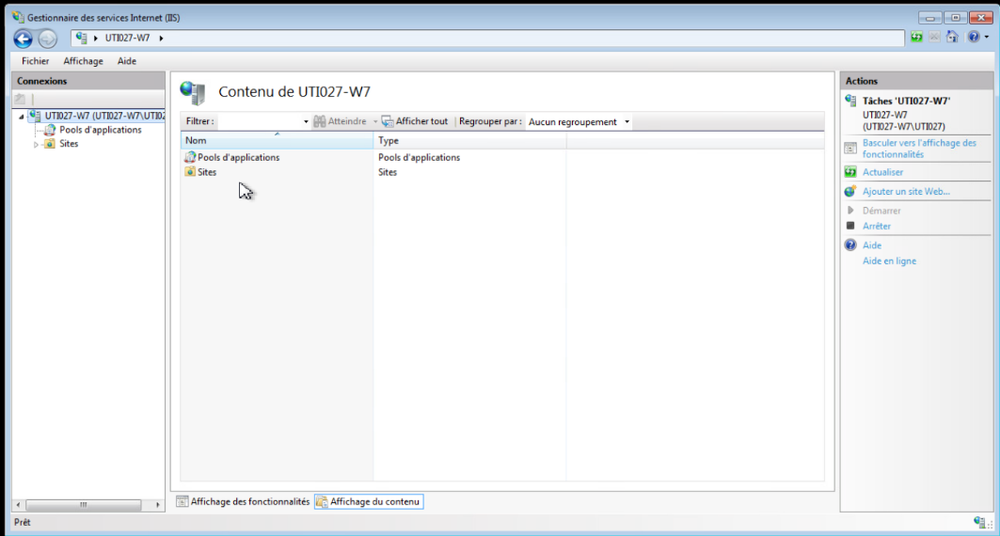 Gestionnaire des services Internet (IIS)
UTI027-W7
Fichier Affichage Aide
Connexions
UTI027-W7 (UTI027-W7\UTI02
Pools d'applications
Sites
Contenu de UTI027-W7
Filtrer : Atteindre Afficher tout Regrouper par : Aucun regroupement
Nom Type
Pools d'applications Pools d'applications
Sites Sites
Affichage des fonctionnalités Affichage du contenu
Actions
Tâches 'UTI027-W7'
UTI027-W7
(UTI027-W7\UTI027)
Basculer vers l'affichage des
fonctionnalités
Actualiser
Ajouter un site Web...
Démarrer
Arrêter
Aide
Aide en ligne
Prêt